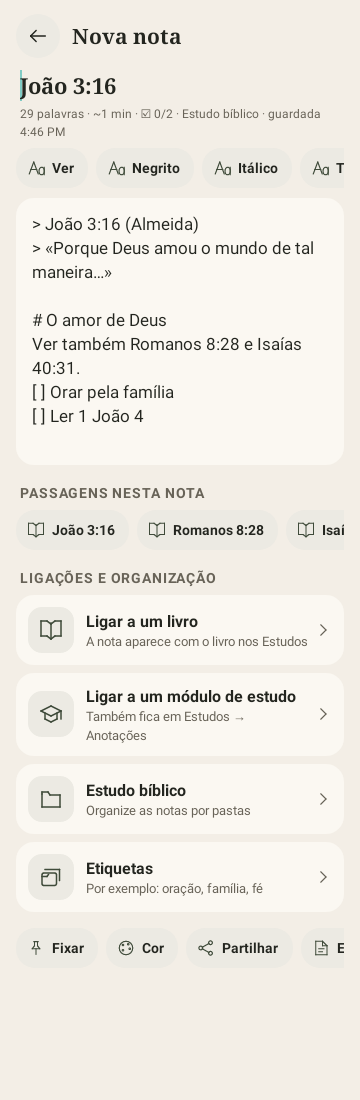 Nova nota
João 3:16
29 palavras · ~1 min · ☑ 0/2 · Estudo bíblico · guardada
4:46 PM
Aa Ver
Aa Negrito
Aa Itálico
Aa T
> João 3:16 (Almeida)
> «Porque Deus amou o mundo de tal
maneira…»
# O amor de Deus
Ver também Romanos 8:28 e Isaías
40:31.
[ ] Orar pela família
[ ] Ler 1 João 4
PASSAGENS NESTA NOTA
João 3:16
Romanos 8:28
Isaí
LIGAÇÕES E ORGANIZAÇÃO
Ligar a um livro
A nota aparece com o livro nos Estudos
Ligar a um módulo de estudo
Também fica em Estudos →
Anotações
Estudo bíblico
Organize as notas por pastas
Etiquetas
Por exemplo: oração, família, fé
Fixar
Cor
Partilhar
E